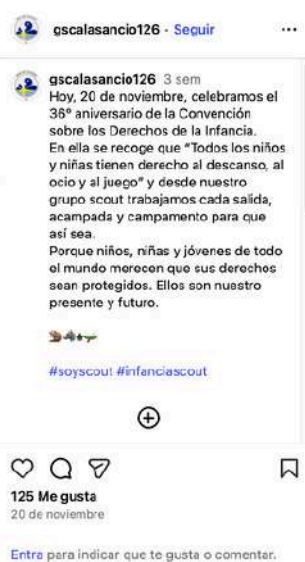 gscalasancio126 · Seguir
gscalasancio126 3 sem
Hoy, 20 de noviembre, celebramos el
36º aniversario de la Convención
sobre los Derechos de la Infancia.
En ella se recoge que "Todos los niños
y niñas tienen derecho al descanso, al
ocio y al juego" y desde nuestro
grupo scout trabajamos cada salida,
acampada y campamento para que
así sea.
Porque niños, niñas y jóvenes de todo
el mundo merecen que sus derechos
sean protegidos. Ellos son nuestro
presente y futuro.
#soyscout #infanciascout
125 Me gusta
20 de noviembre
Entra para indicar que te gusta o comentar.